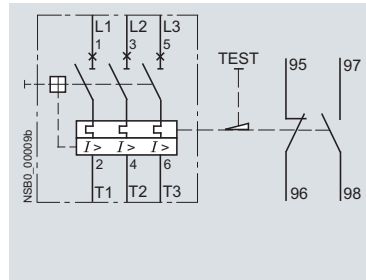 L1 L2 L3
1 3 5
TEST
95 97
I> I> I>
2 4 6
T1 T2 T3
96 98
NSB0_00009b